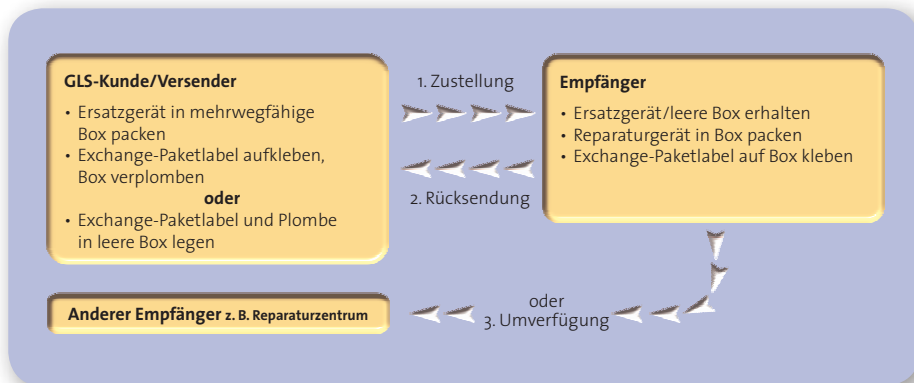 GLS-Kunde/Versender
• Ersatzgerät in mehrwegfähige
Box packen
• Exchange-Paketlabel aufkleben,
Box verplomben
oder
• Exchange-Paketlabel und Plombe
in leere Box legen
1. Zustellung
2. Rücksendung
Empfänger
• Ersatzgerät/leere Box erhalten
• Reparaturgerät in Box packen
• Exchange-Paketlabel auf Box kleben
oder
3. Umverfügung
Anderer Empfänger z. B. Reparaturzentrum